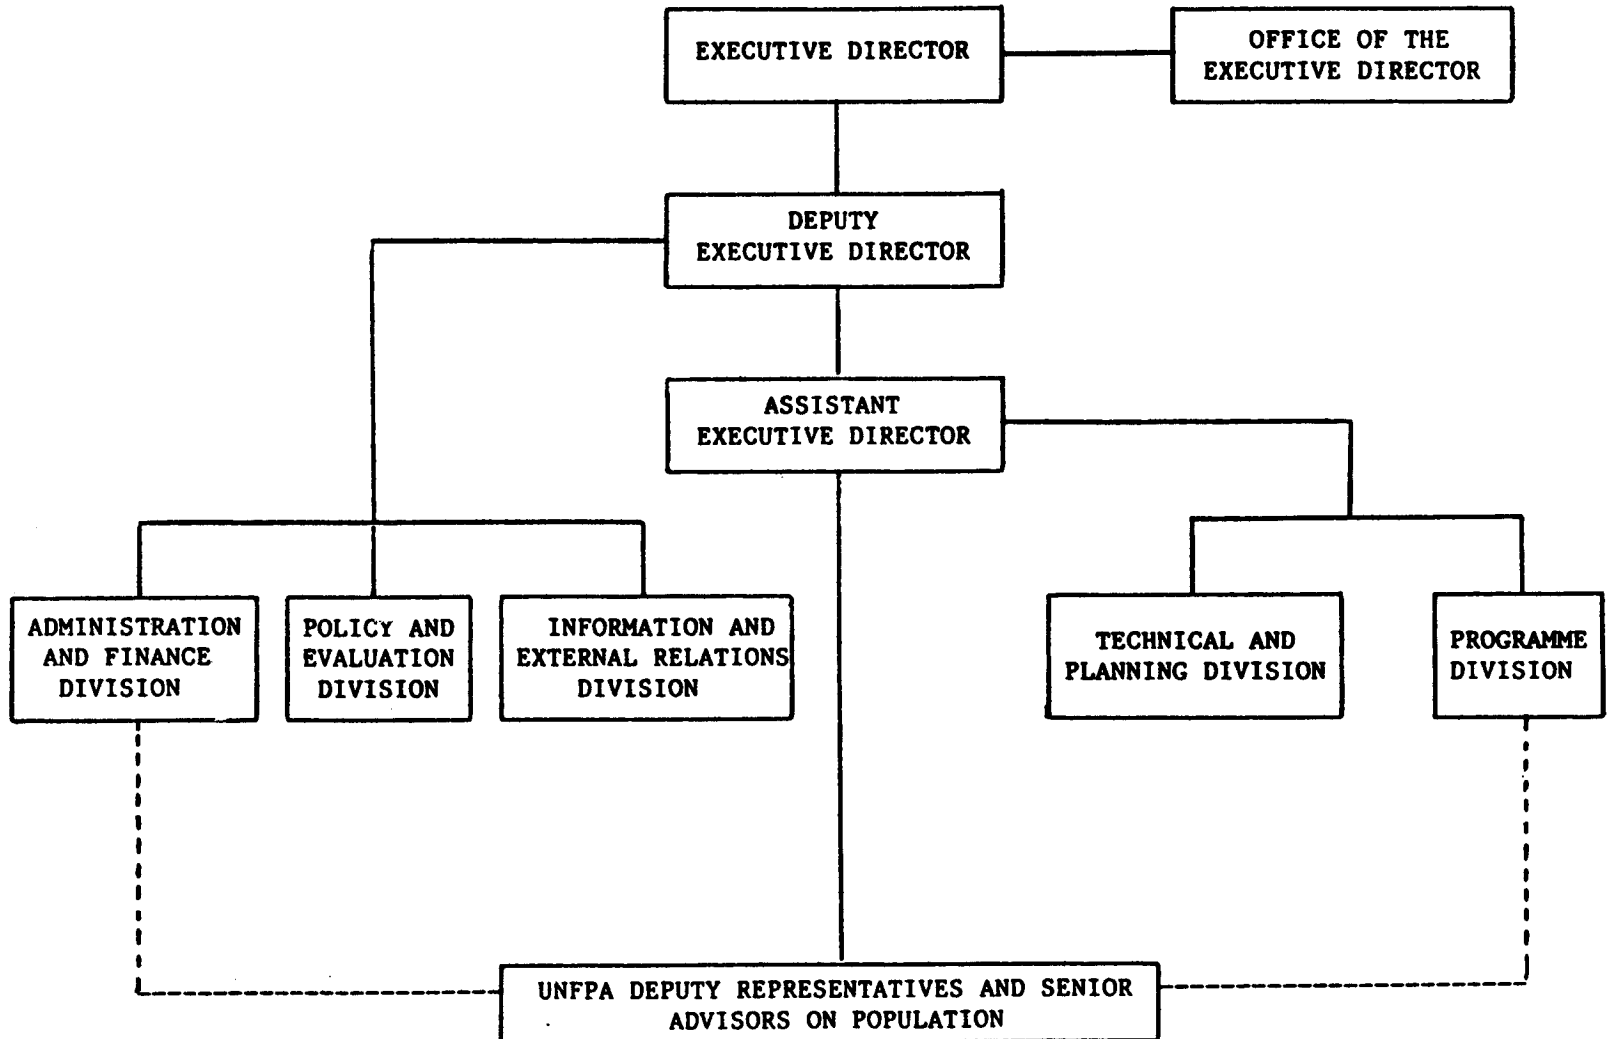 EXECUTIVE DIRECTOR
OFFICE OF THE
EXECUTIVE DIRECTOR
DEPUTY
EXECUTIVE DIRECTOR
ASSISTANT
EXECUTIVE DIRECTOR
ADMINISTRATION
AND FINANCE
DIVISION
POLICY AND
EVALUATION
DIVISION
INFORMATION AND
EXTERNAL RELATIONS
DIVISION
TECHNICAL AND
PLANNING DIVISION
PROGRAMME
DIVISION
UNFPA DEPUTY REPRESENTATIVES AND SENIOR
ADVISORS ON POPULATION